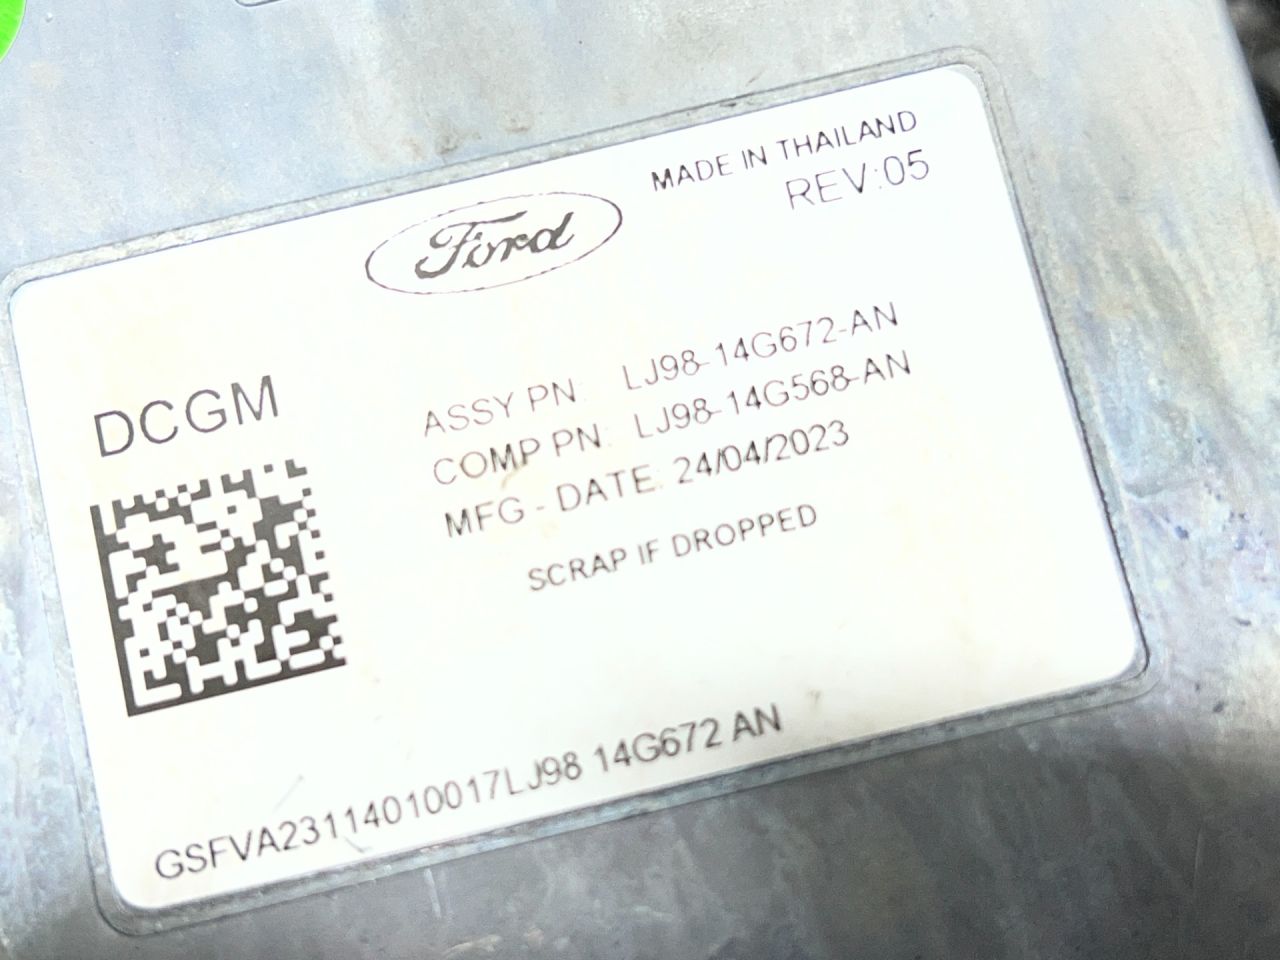 MADE IN THAILAND
REV:05
Ford
DCGM
ASSY PN: LJ98-14G672-AN
COMP PN: LJ98-14G568-AN
MFG - DATE: 24/04/2023
SCRAP IF DROPPED
GSFVA23114010017LJ98 14G672 AN